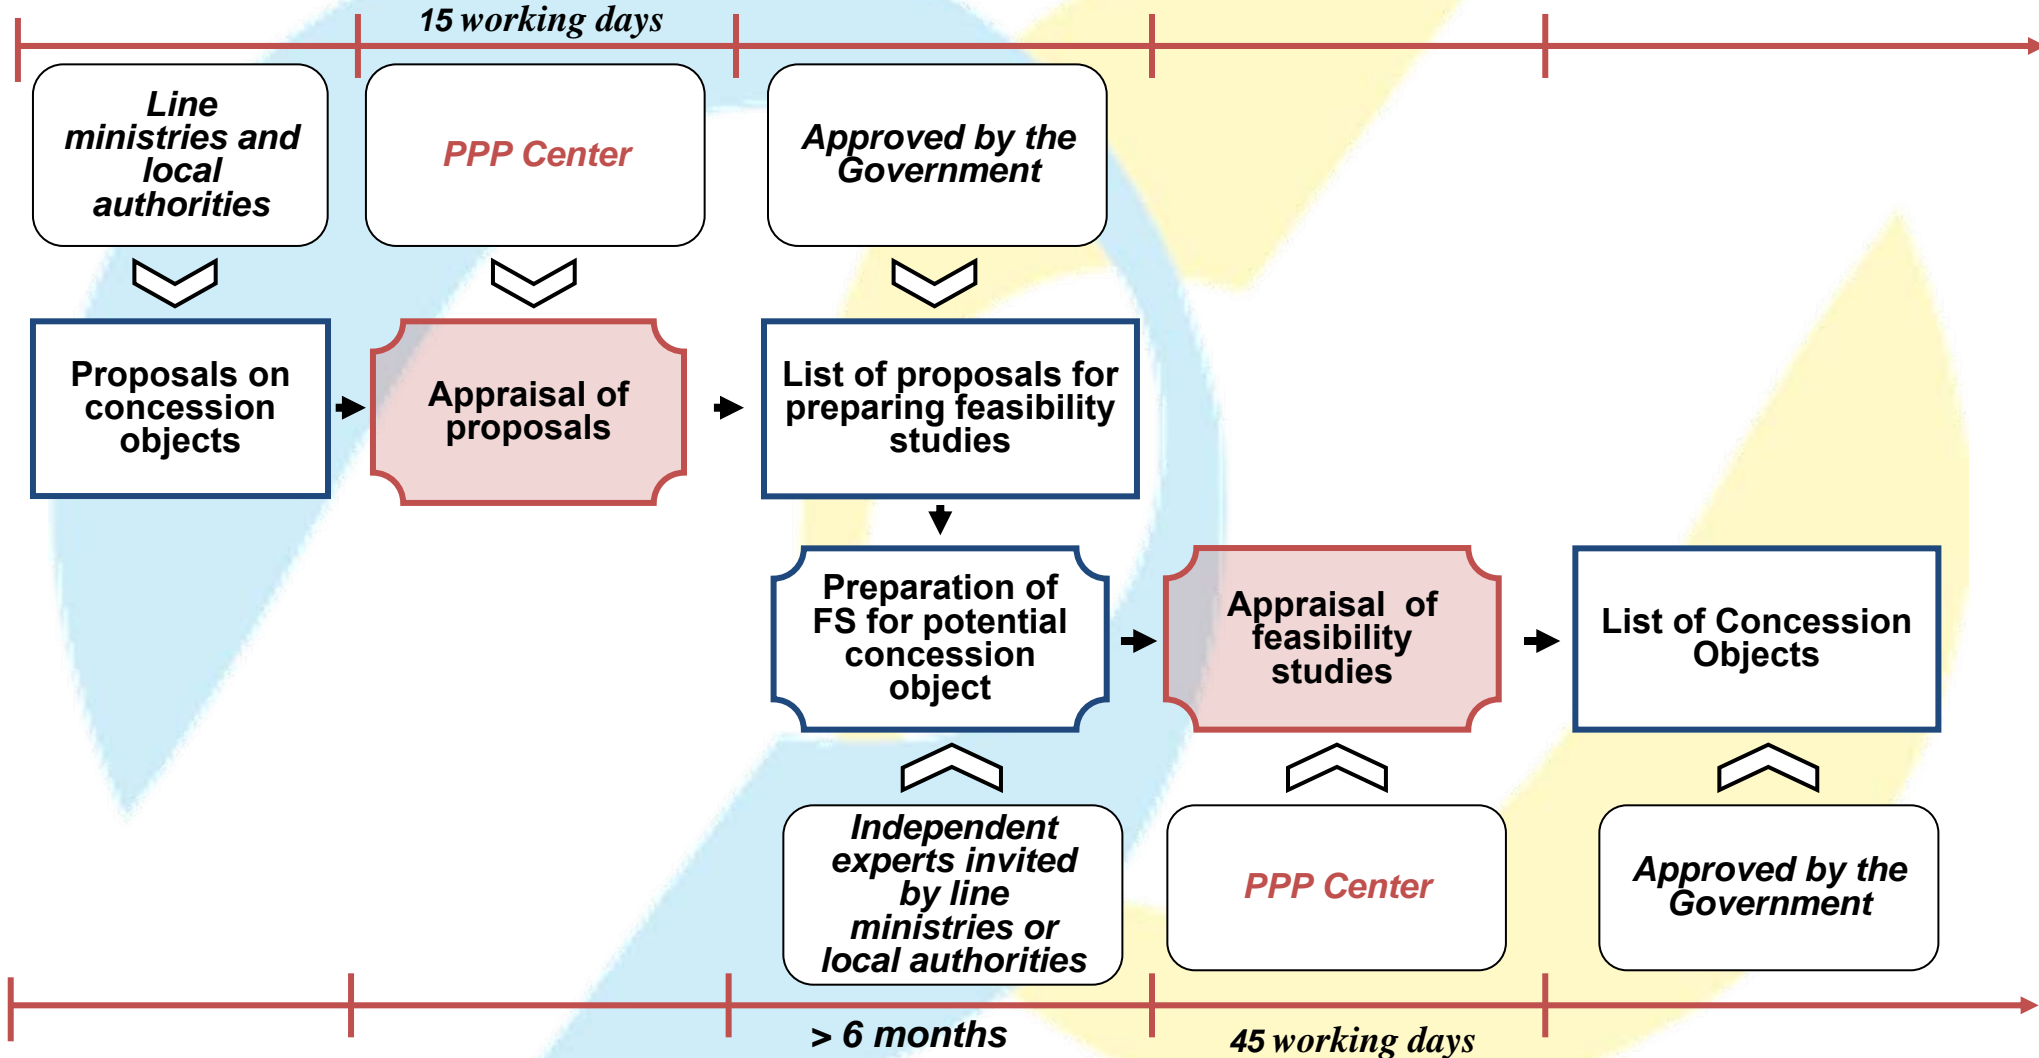 15 working days
Line
ministries and
local
authorities
PPP Center
Approved by the
Government
Proposals on
concession
objects
Appraisal of
proposals
List of proposals for
preparing feasibility
studies
Preparation of
FS for potential
concession
object
Appraisal of
feasibility
studies
List of Concession
Objects
Independent
experts invited
by line
ministries or
local authorities
PPP Center
Approved by the
Government
> 6 months
45 working days